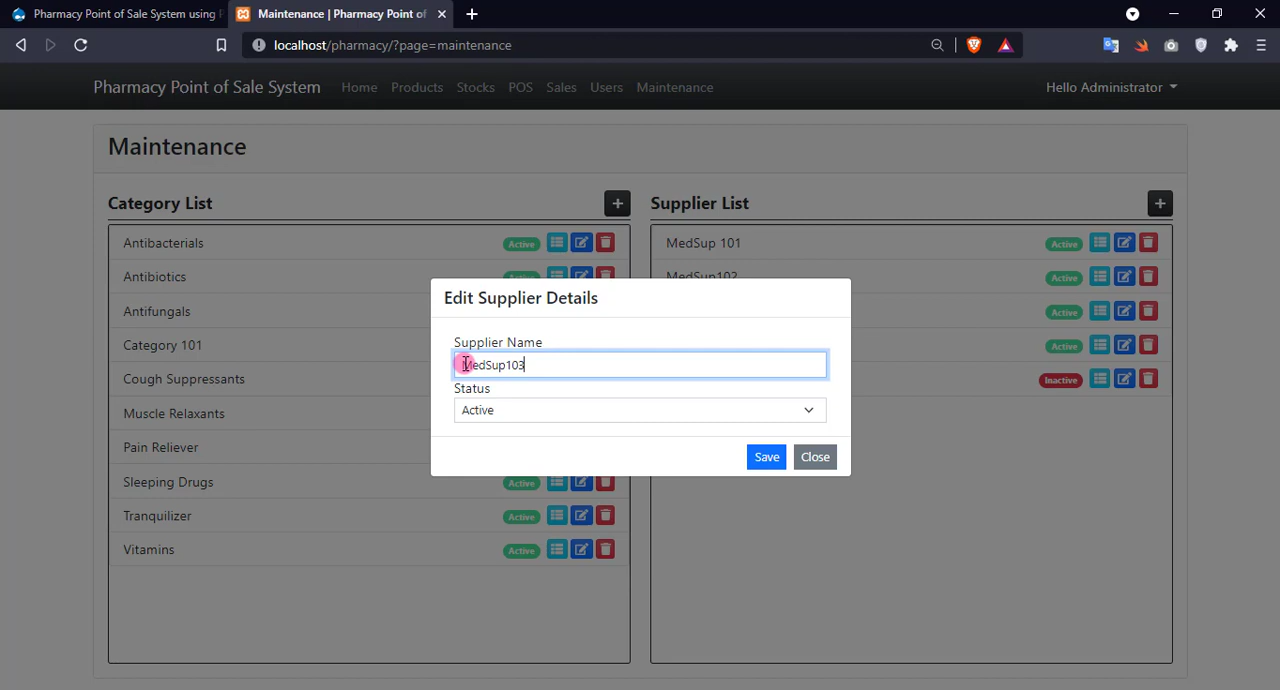 Pharmacy Point of Sale System using
Maintenance | Pharmacy Point of
localhost/pharmacy/?page=maintenance
Pharmacy Point of Sale System Home Products Stocks POS Sales Users Maintenance Hello Administrator
Maintenance
Category List
Antibacterials Active
Antibiotics Active
Antifungals
Category 101
Cough Suppressants
Muscle Relaxants
Pain Reliever
Sleeping Drugs Active
Tranquilizer Active
Vitamins Active
Supplier List
MedSup 101 Active
MedSup102 Active
Active
Active
Inactive
Edit Supplier Details
Supplier Name
MedSup103
Status
Active
Save Close